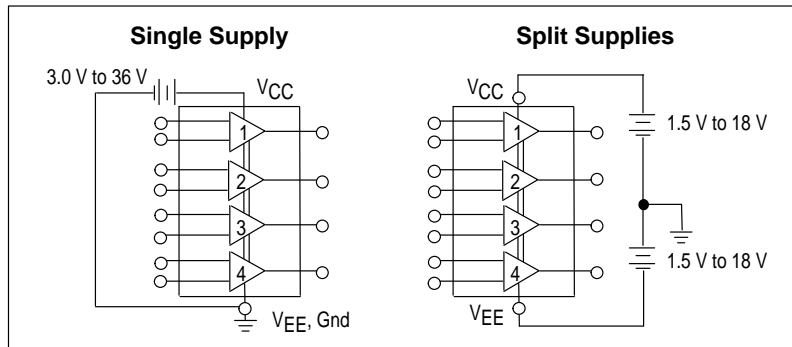 Single Supply
3.0 V to 36 V
VCC
1
2
3
4
VEE, Gnd
Split Supplies
VCC
1
2
3
4
VEE
1.5 V to 18 V
1.5 V to 18 V